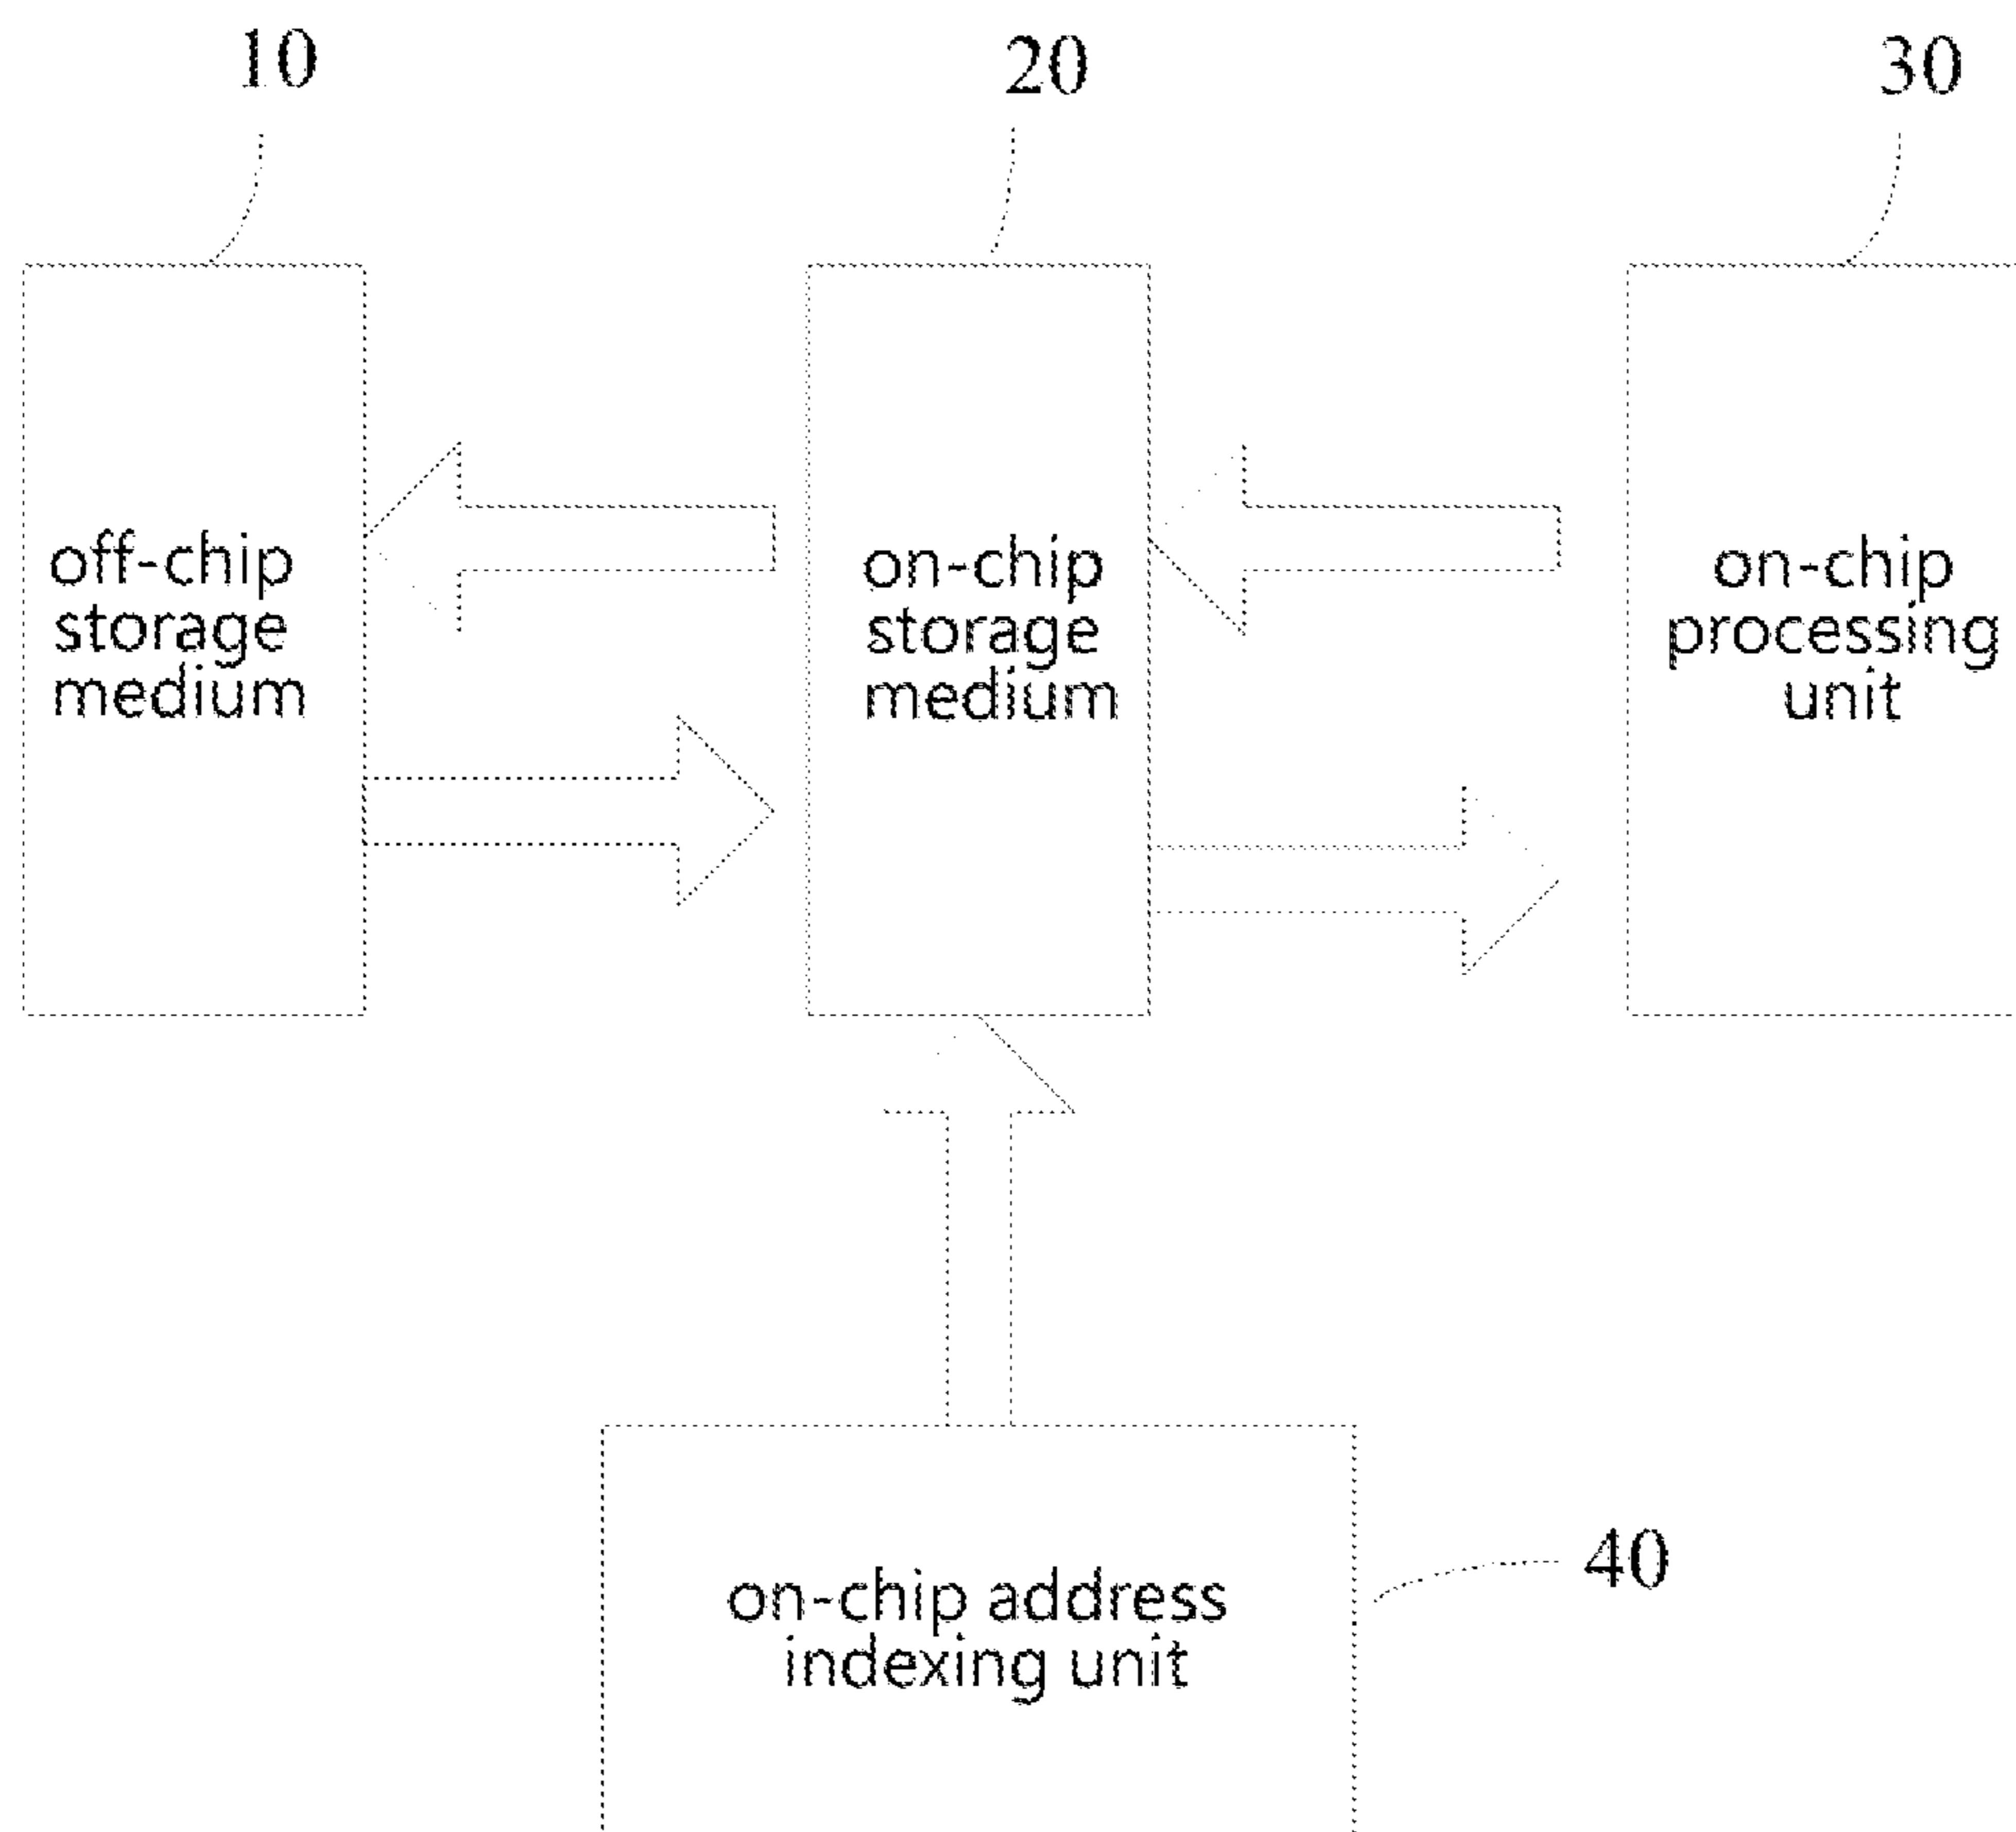 10
20
30
off-chip
storage
medium
on-chip
storage
medium
on-chip
processing
unit
on-chip address
indexing unit
40